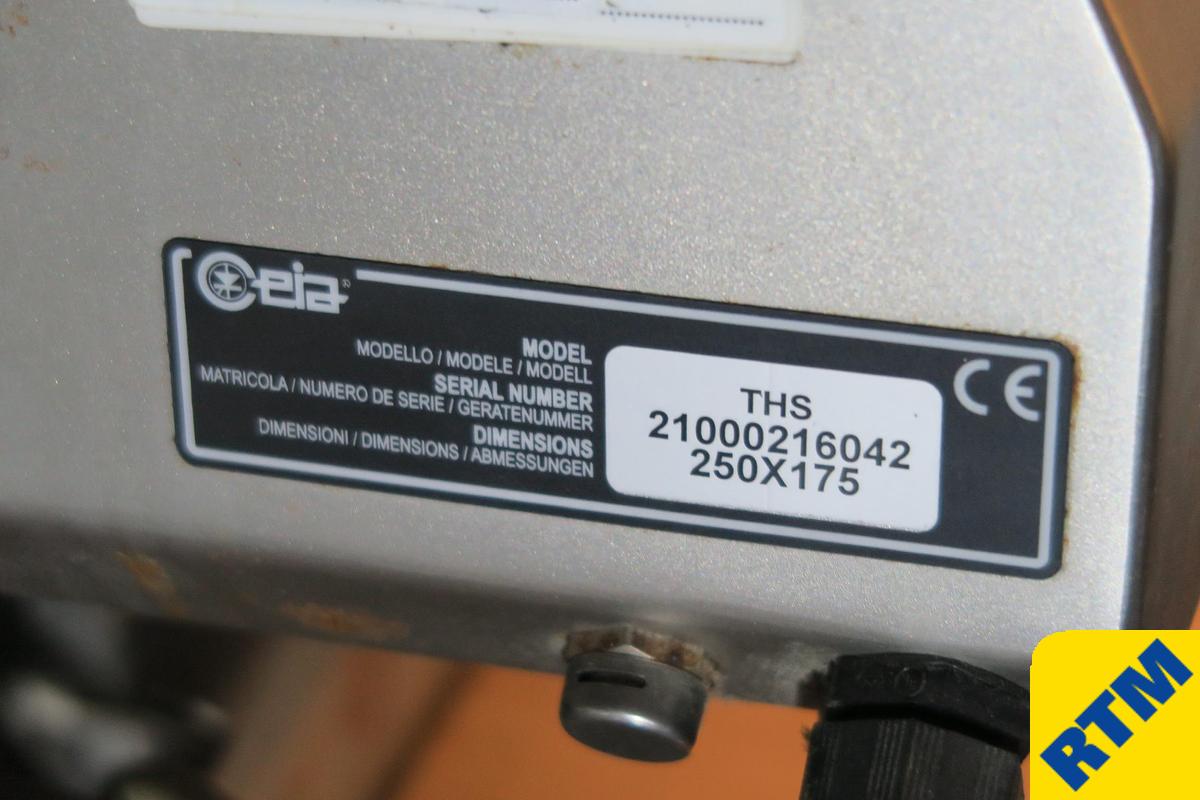 Ceia®
MODEL
MODELLO / MODELE / MODELL
SERIAL NUMBER
MATRICOLA / NUMERO DE SERIE / GERATENUMMER
DIMENSIONS
DIMENSIONI / DIMENSIONS / ABMESSUNGEN
THS
21000216042
250X175
CE
RTM